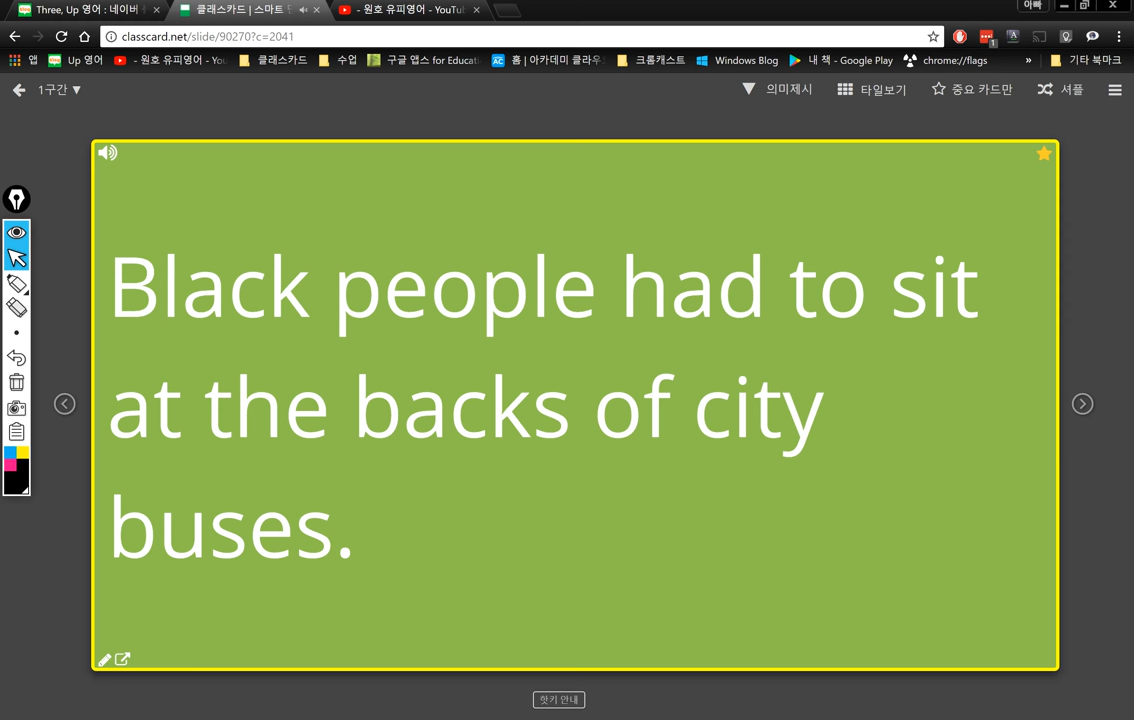 Three, Up 영어 : 네이버
클래스카드 | 스마트
- 원호 유피영어 - YouTu
아빠
classcard.net/slide/90270?c=2041
앱
Up 영어
- 원호 유피영어 - You
클래스카드
수업
구글 앱스 for Educati
홈 | 아카데미 클라우
크롬캐스트
Windows Blog
내 책 - Google Play
chrome://flags
»
기타 북마크
1구간 ▼
▼ 의미제시
타일보기
중요 카드만
셔플
Black people had to sit
at the backs of city
buses.
핫키 안내